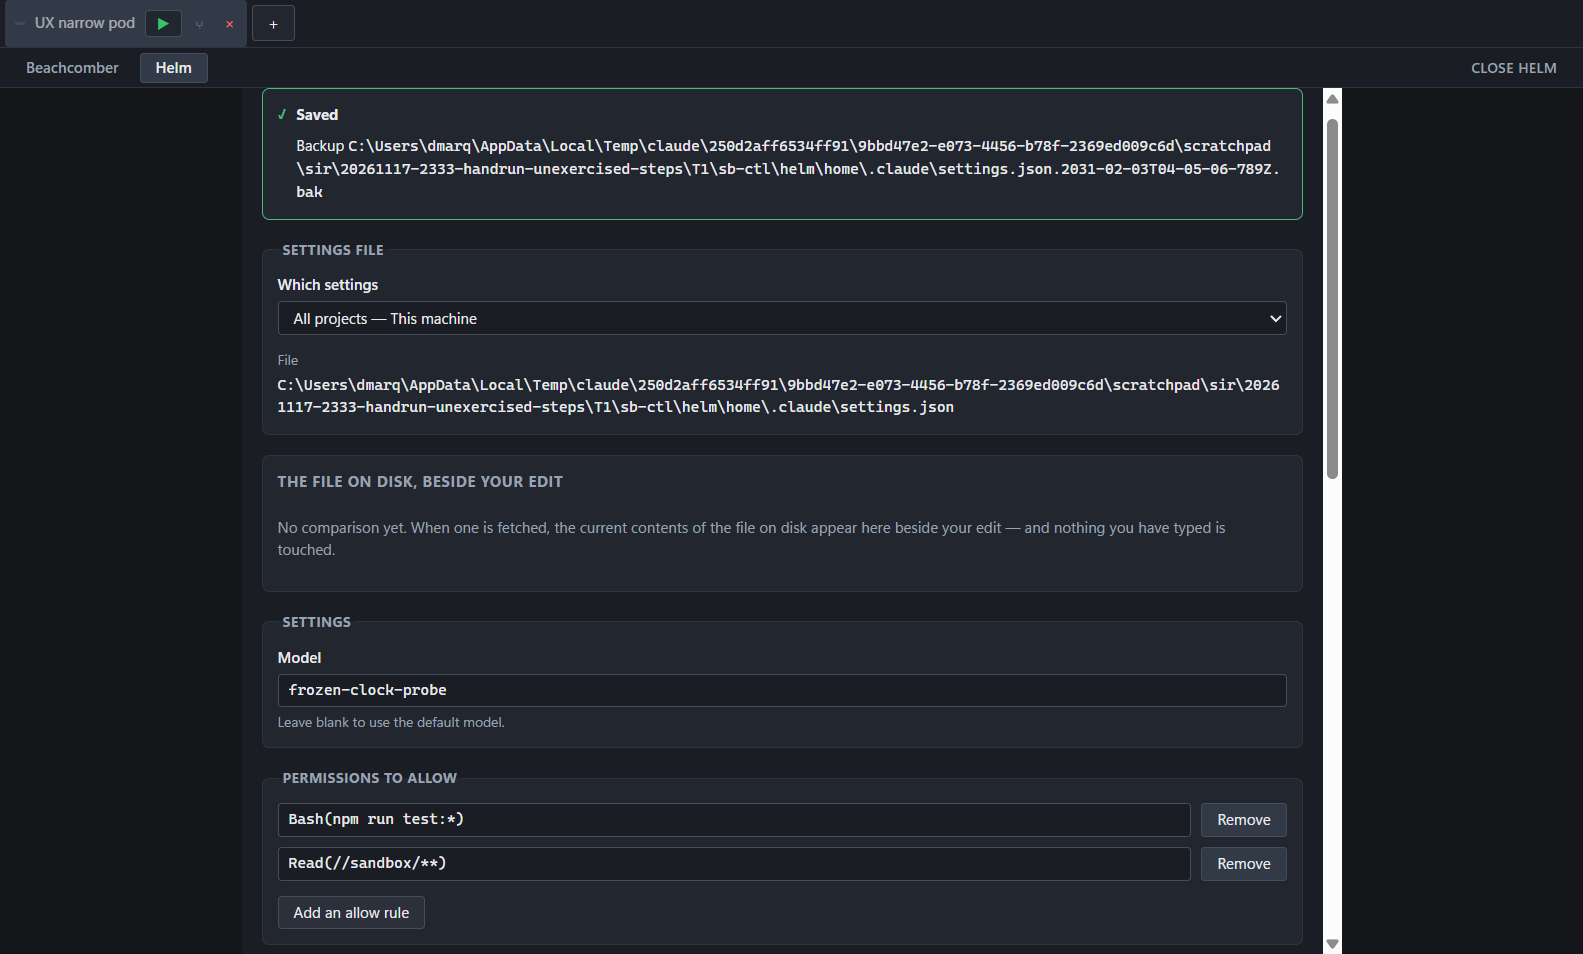 UX narrow pod
+
Beachcomber
Helm
CLOSE HELM
✓ Saved
Backup C:\Users\dmarq\AppData\Local\Temp\claude\250d2aff6534ff91\9bbd47e2-e073-4456-b78f-2369ed009c6d\scratchpad
\sir\20261117-2333-handrun-unexercised-steps\T1\sb-ctl\helm\home\.claude\settings.json.2031-02-03T04-05-06-789Z.
bak
SETTINGS FILE
Which settings
All projects — This machine
File
C:\Users\dmarq\AppData\Local\Temp\claude\250d2aff6534ff91\9bbd47e2-e073-4456-b78f-2369ed009c6d\scratchpad\sir\2026
1117-2333-handrun-unexercised-steps\T1\sb-ctl\helm\home\.claude\settings.json
THE FILE ON DISK, BESIDE YOUR EDIT
No comparison yet. When one is fetched, the current contents of the file on disk appear here beside your edit — and nothing you have typed is
touched.
SETTINGS
Model
frozen-clock-probe
Leave blank to use the default model.
PERMISSIONS TO ALLOW
Bash(npm run test:*)
Remove
Read(//sandbox/**)
Remove
Add an allow rule